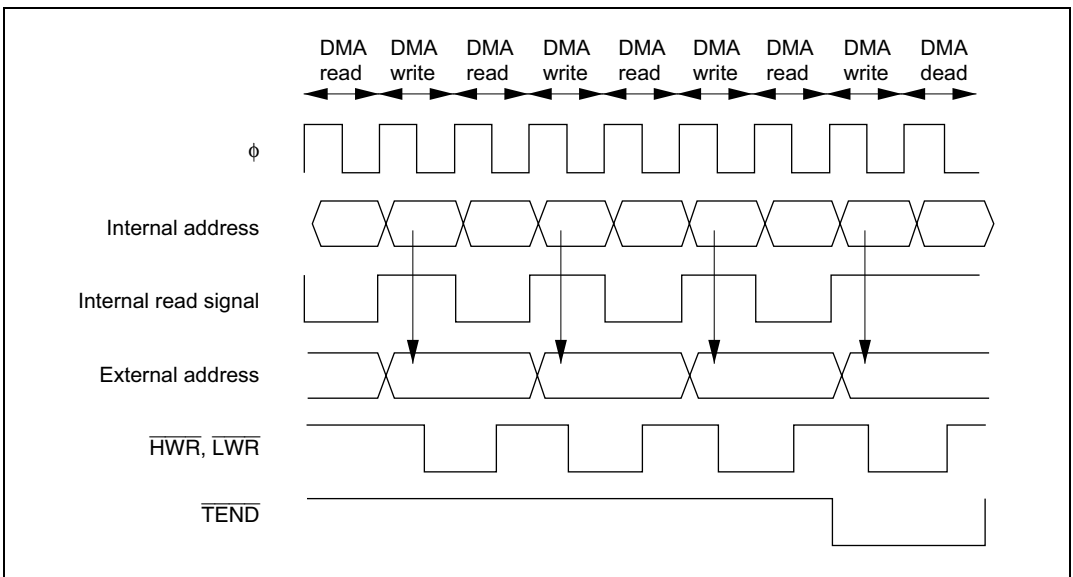 DMA DMA DMA DMA DMA DMA DMA DMA DMA
read write read write read write read write dead
φ
Internal address
Internal read signal
External address
HWR, LWR
TEND